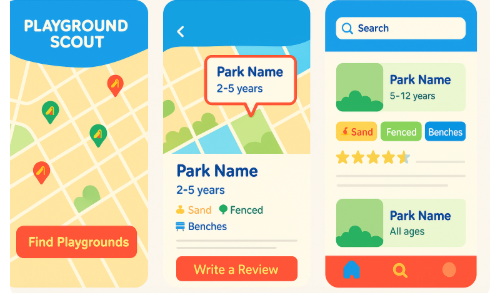 PLAYGROUND
SCOUT
Find Playgrounds
Park Name
2-5 years
Park Name
2-5 years
Sand
Fenced
Benches
Write a Review
Search
Park Name
5-12 years
Sand
Fenced
Benches
Park Name
All ages